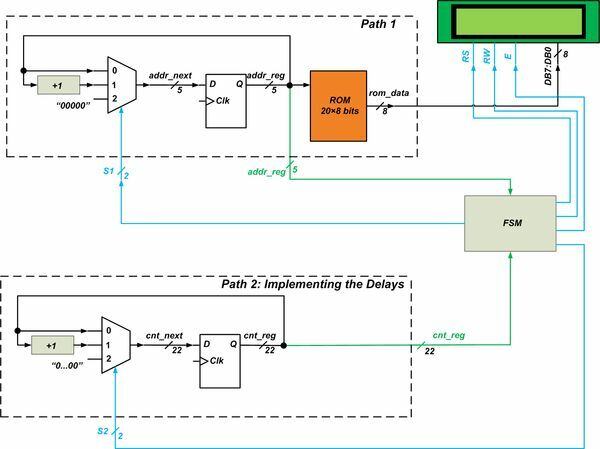 Path 1
RS
RW
E
DB7:DB0
8
0
+1
1
"00000"
2
addr_next
5
D
Q
Clk
addr_reg
5
ROM
20×8 bits
rom_data
8
S1
2
addr_reg
5
FSM
Path 2: Implementing the Delays
0
+1
1
"0...00"
2
cnt_next
22
D
Q
Clk
cnt_reg
22
cnt_reg
22
S2
2